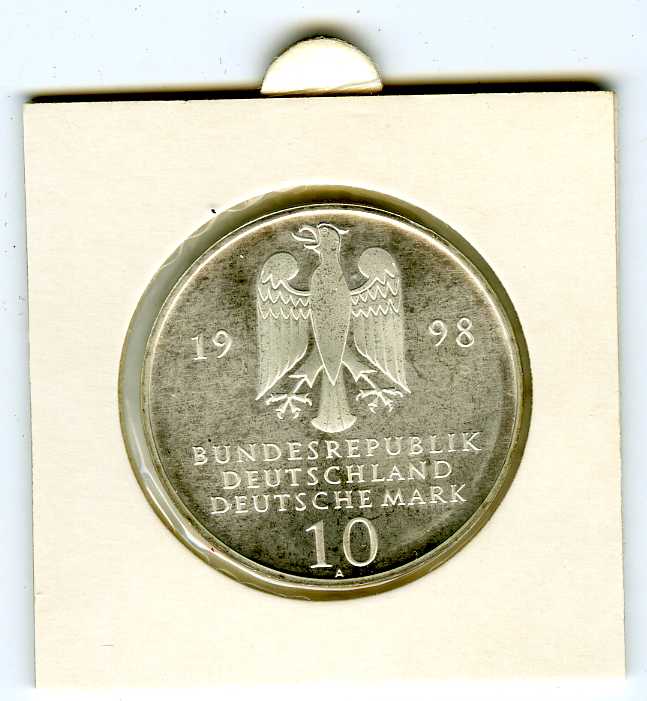 19 98
BUNDESREPUBLIK
DEUTSCHLAND
DEUTSCHE MARK
10
A